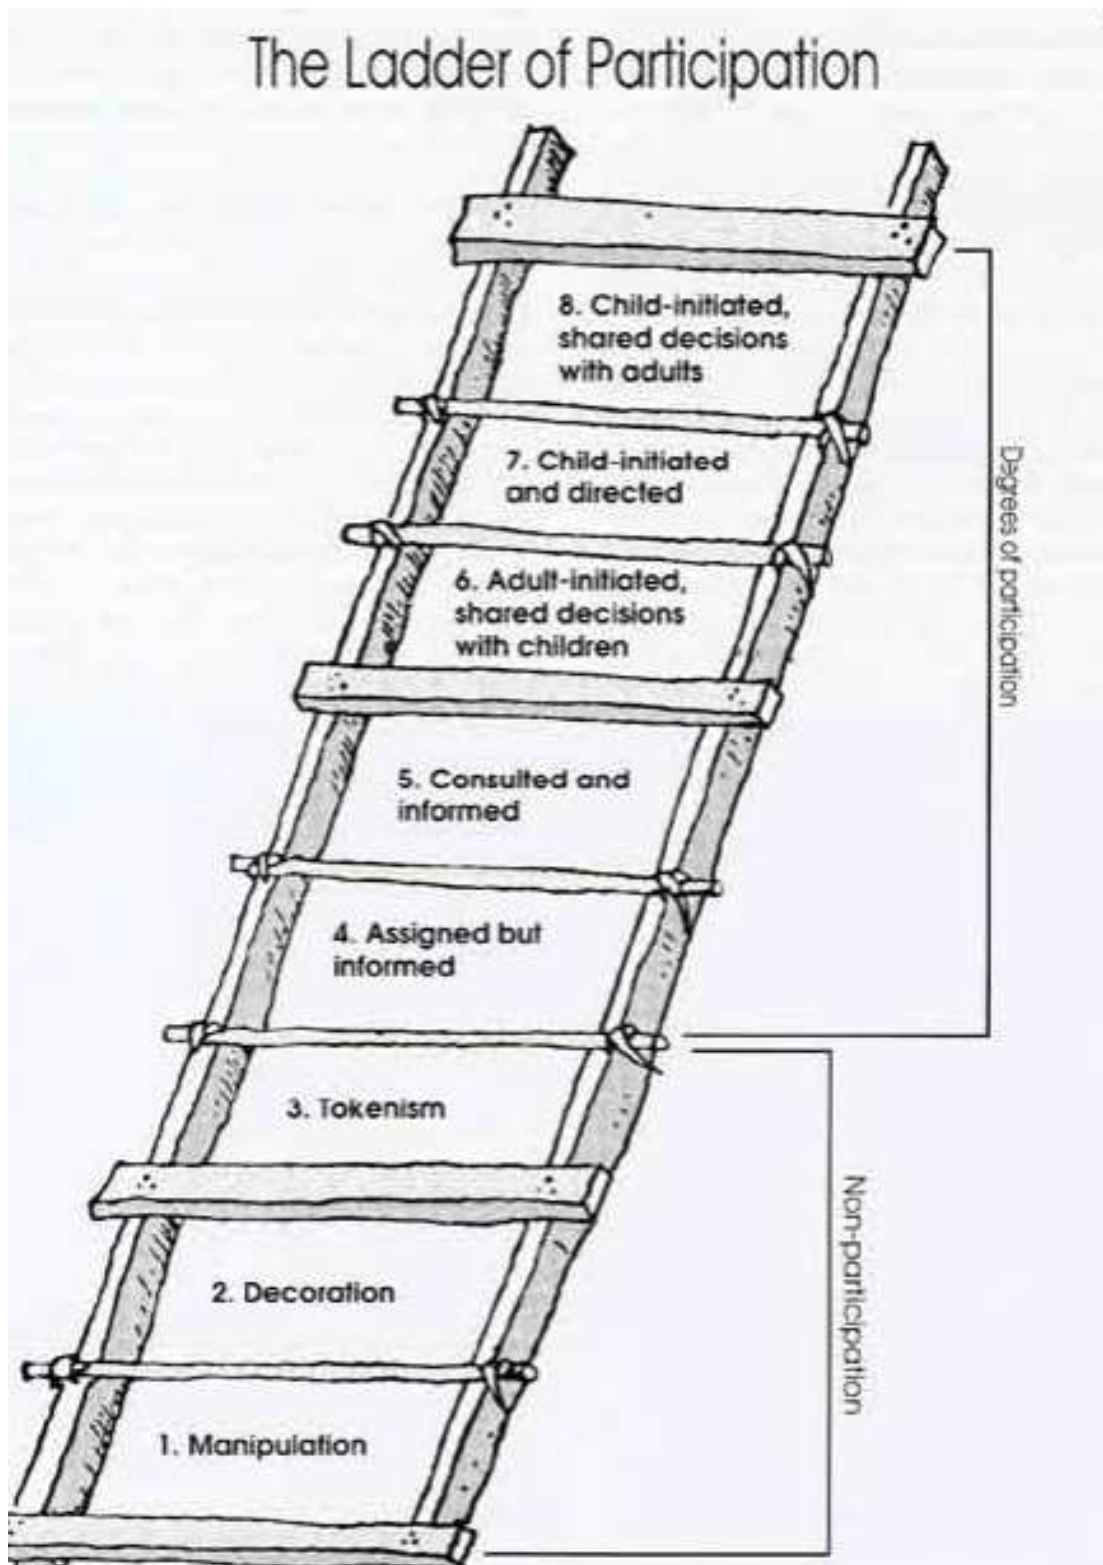 The Ladder of Participation
8. Child-initiated,
shared decisions
with adults
7. Child-initiated
and directed
6. Adult-initiated,
shared decisions
with children
5. Consulted and
informed
4. Assigned but
informed
3. Tokenism
2. Decoration
1. Manipulation
Degrees of participation
Non-participation